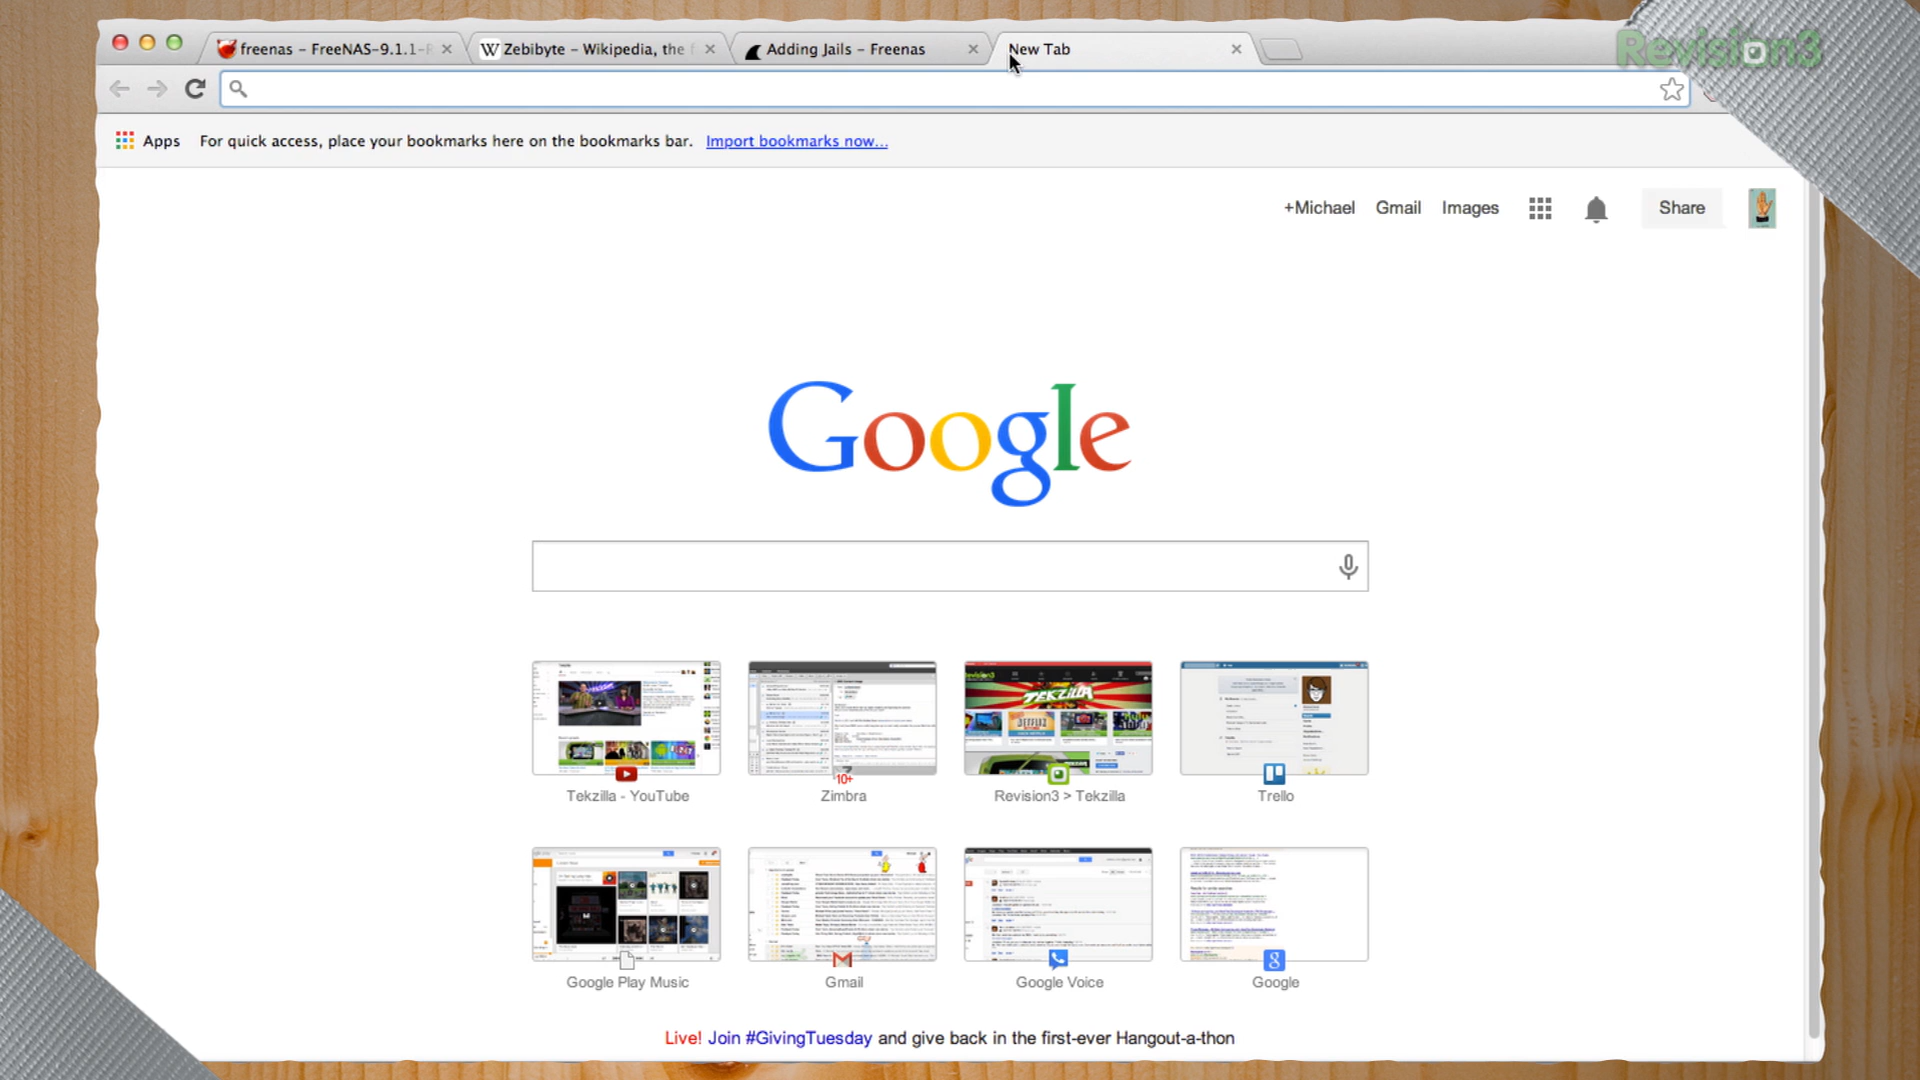 Revision3
freenas – FreeNAS-9.1.1-R
Zebibyte – Wikipedia, the f
Adding Jails – Freenas
New Tab
Apps
For quick access, place your bookmarks here on the bookmarks bar. Import bookmarks now...
+Michael Gmail Images Share
Google
TEKZILLA
NETFLIX
10+
Tekzilla - YouTube
Zimbra
Revision3 > Tekzilla
Trello
Google Play Music
Gmail
Google Voice
Google
Live! Join #GivingTuesday and give back in the first-ever Hangout-a-thon